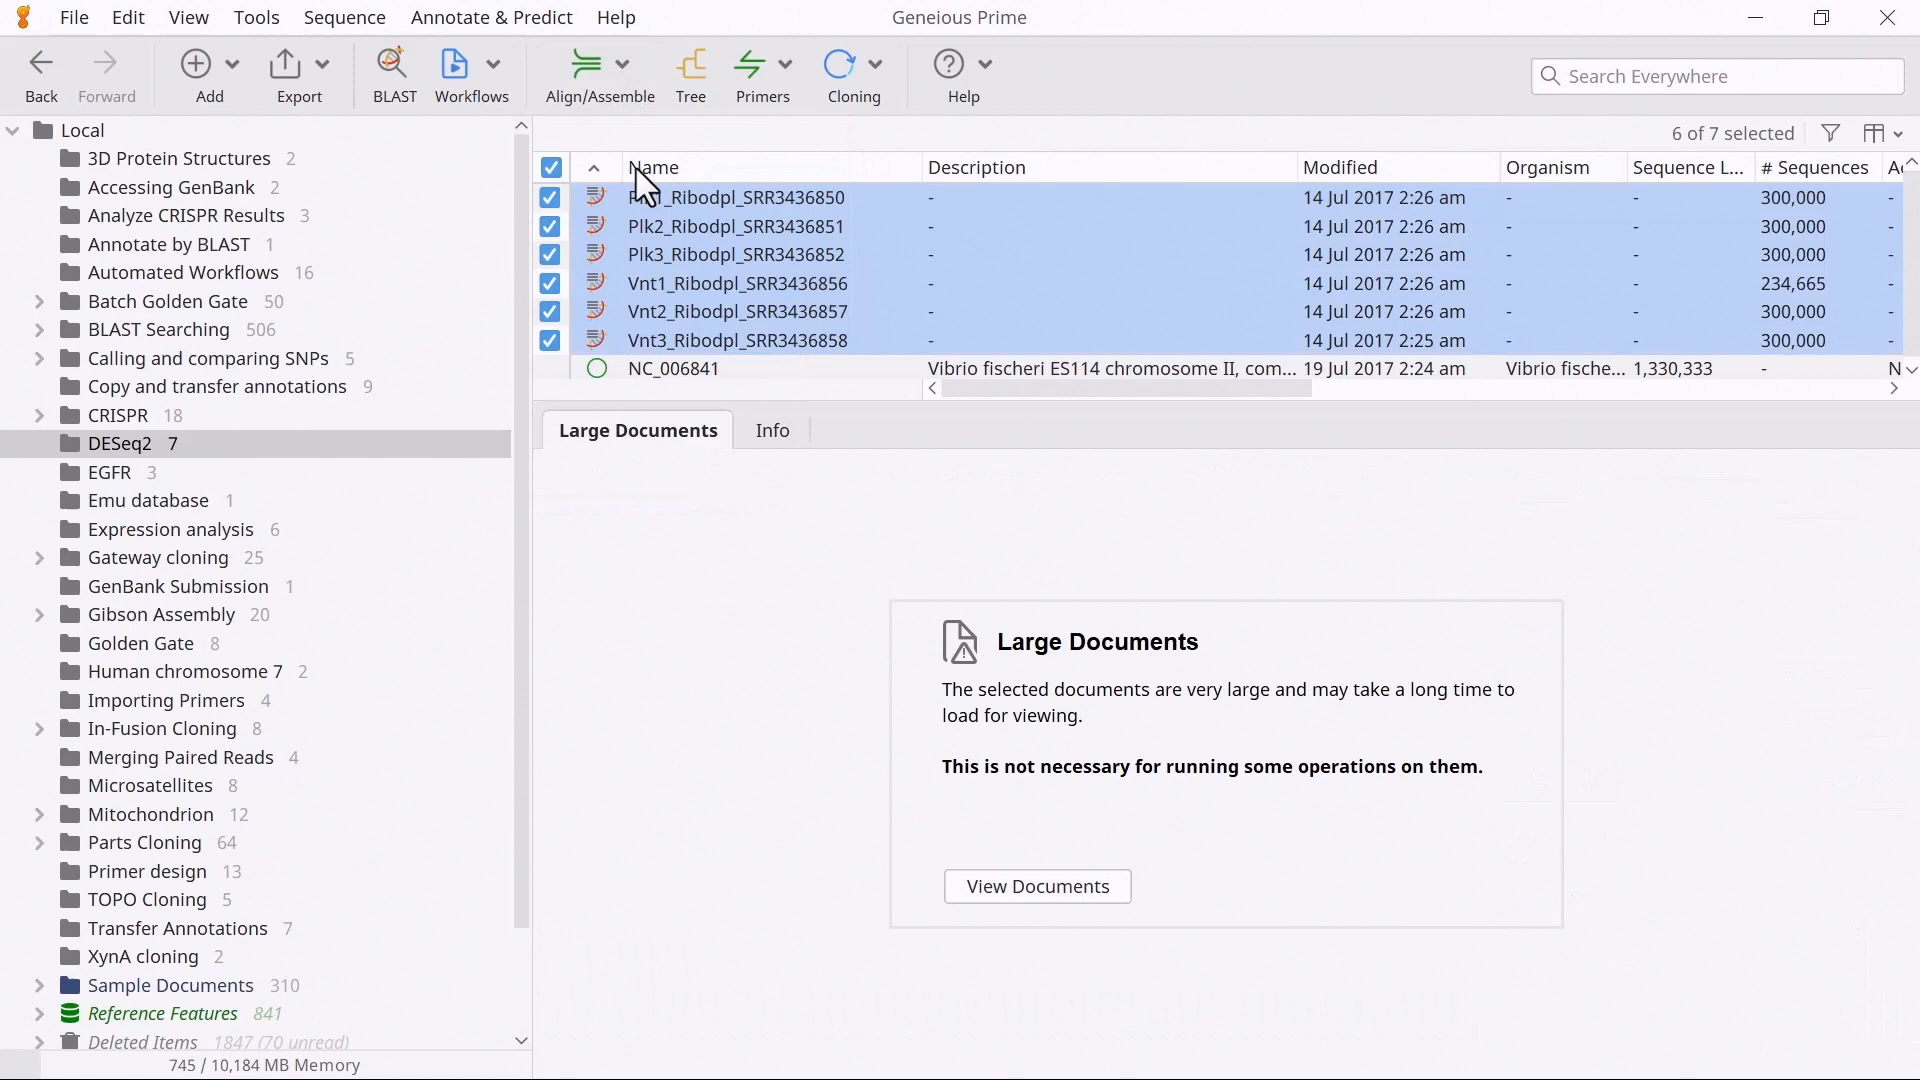 File Edit View Tools Sequence Annotate & Predict Help Geneious Prime
Back Forward Add Export BLAST Workflows Align/Assemble Tree Primers Cloning Help Search Everywhere
Local
3D Protein Structures 2
Accessing GenBank 2
Analyze CRISPR Results 3
Annotate by BLAST 1
Automated Workflows 16
Batch Golden Gate 50
BLAST Searching 506
Calling and comparing SNPs 5
Copy and transfer annotations 9
CRISPR 18
DESeq2 7
EGFR 3
Emu database 1
Expression analysis 6
Gateway cloning 25
GenBank Submission 1
Gibson Assembly 20
Golden Gate 8
Human chromosome 7 2
Importing Primers 4
In-Fusion Cloning 8
Merging Paired Reads 4
Microsatellites 8
Mitochondrion 12
Parts Cloning 64
Primer design 13
TOPO Cloning 5
Transfer Annotations 7
XynA cloning 2
Sample Documents 310
Reference Features 841
Deleted Items 1847 (70 unread)
745 / 10,184 MB Memory
6 of 7 selected
Name Description Modified Organism Sequence L... # Sequences
_Ribodpl_SRR3436850 - 14 Jul 2017 2:26 am - - 300,000 -
Plk2_Ribodpl_SRR3436851 - 14 Jul 2017 2:26 am - - 300,000 -
Plk3_Ribodpl_SRR3436852 - 14 Jul 2017 2:26 am - - 300,000 -
Vnt1_Ribodpl_SRR3436856 - 14 Jul 2017 2:26 am - - 234,665 -
Vnt2_Ribodpl_SRR3436857 - 14 Jul 2017 2:26 am - - 300,000 -
Vnt3_Ribodpl_SRR3436858 - 14 Jul 2017 2:25 am - - 300,000 -
NC_006841 Vibrio fischeri ES114 chromosome II, com... 19 Jul 2017 2:24 am Vibrio fische... 1,330,333 - N
Large Documents Info
Large Documents
The selected documents are very large and may take a long time to
load for viewing.
This is not necessary for running some operations on them.
View Documents